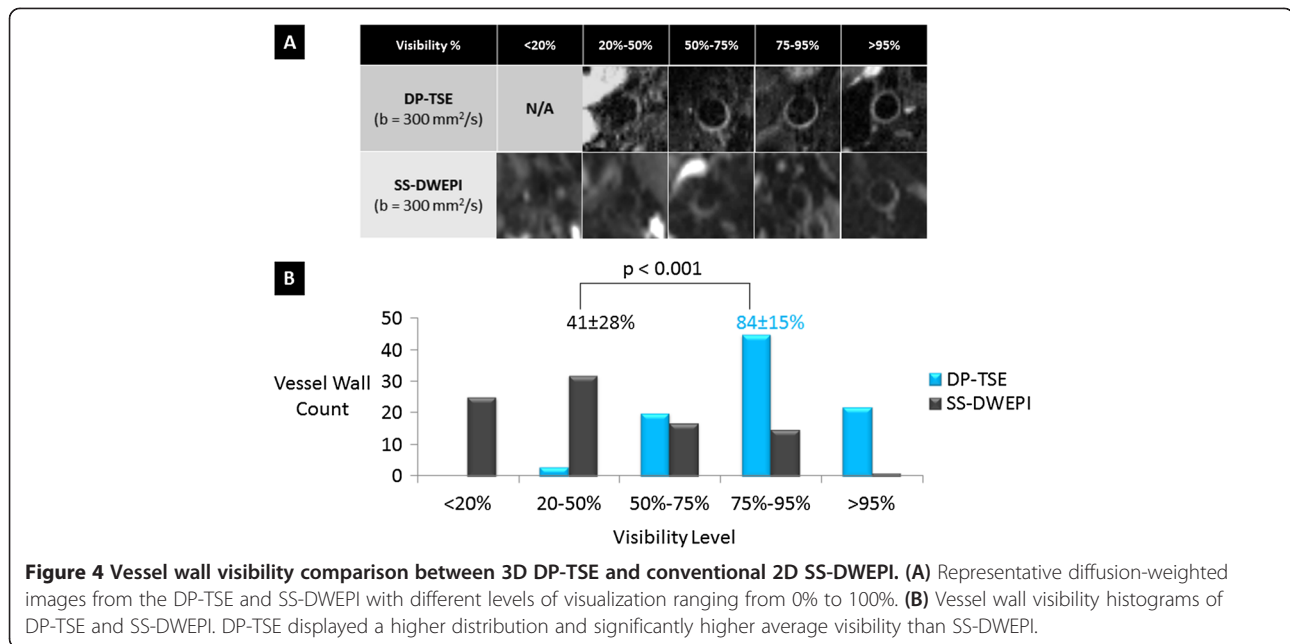 A
Visibility % <20% 20%-50% 50%-75% 75-95% >95%
DP-TSE
(b = 300 mm²/s)
N/A
SS-DWEPI
(b = 300 mm²/s)
B
p < 0.001
41±28% 84±15%
50
40
30
20
10
0
Vessel Wall
Count
DP-TSE
SS-DWEPI
<20% 20-50% 50%-75% 75%-95% >95%
Visibility Level
Figure 4 Vessel wall visibility comparison between 3D DP-TSE and conventional 2D SS-DWEPI. (A) Representative diffusion-weighted
images from the DP-TSE and SS-DWEPI with different levels of visualization ranging from 0% to 100%. (B) Vessel wall visibility histograms of
DP-TSE and SS-DWEPI. DP-TSE displayed a higher distribution and significantly higher average visibility than SS-DWEPI.